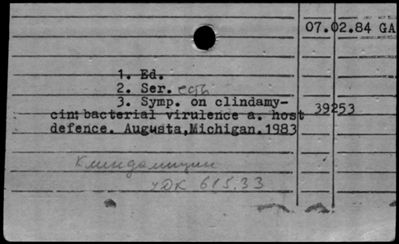 07.02.84 GA
1. Ed.
2. Ser. есть
3. Symp. on clindamy-
cin: bacterial virulence a. host
39253
defence. Augusta, Michigan. 1983
Клиндамицин
УДК 615.33